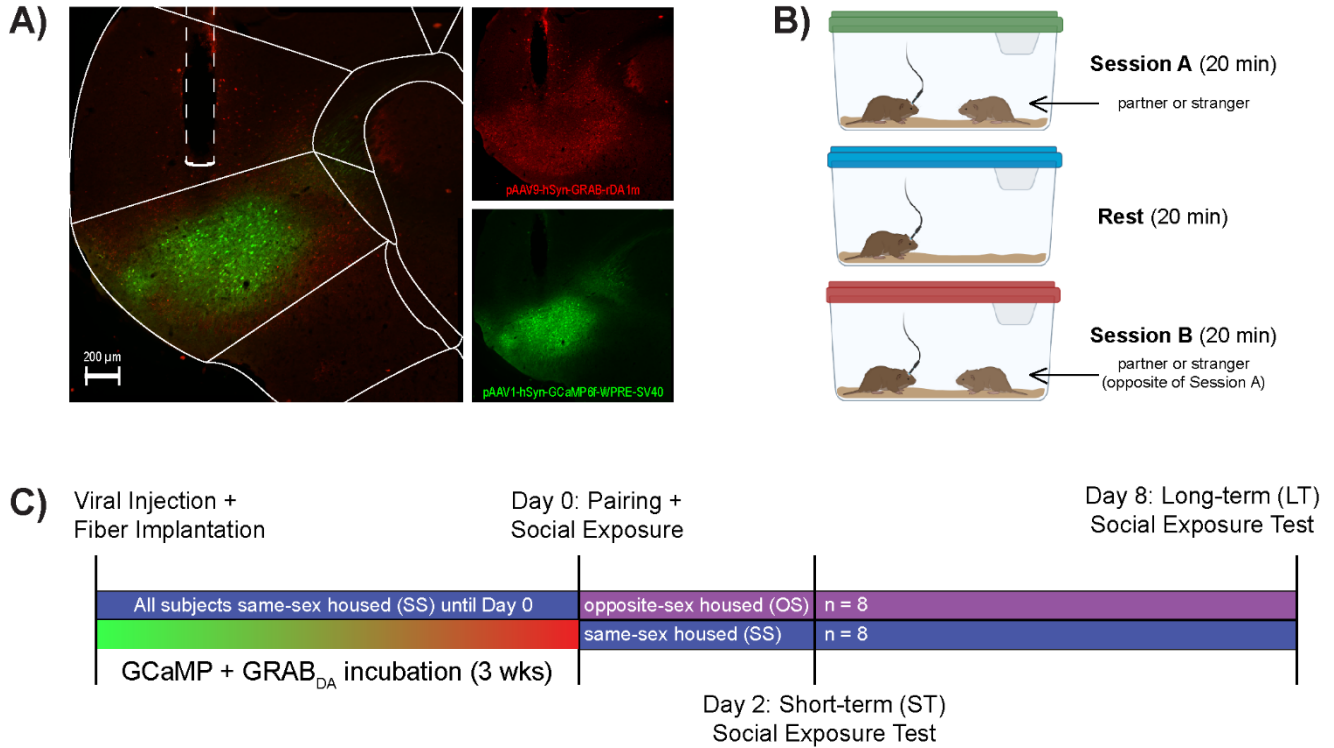 A)
200 μm
pAAV9-hSyn-GRAB-rDA1m
pAAV1-hSyn-GCaMP6f-WPRE-SV40
B)
Session A (20 min)
partner or stranger
Rest (20 min)
Session B (20 min)
partner or stranger
(opposite of Session A)
C)
Viral Injection +
Fiber Implantation
Day 0: Pairing +
Social Exposure
Day 8: Long-term (LT)
Social Exposure Test
All subjects same-sex housed (SS) until Day 0
opposite-sex housed (OS)
n = 8
same-sex housed (SS)
n = 8
GCaMP + GRABDA incubation (3 wks)
Day 2: Short-term (ST)
Social Exposure Test